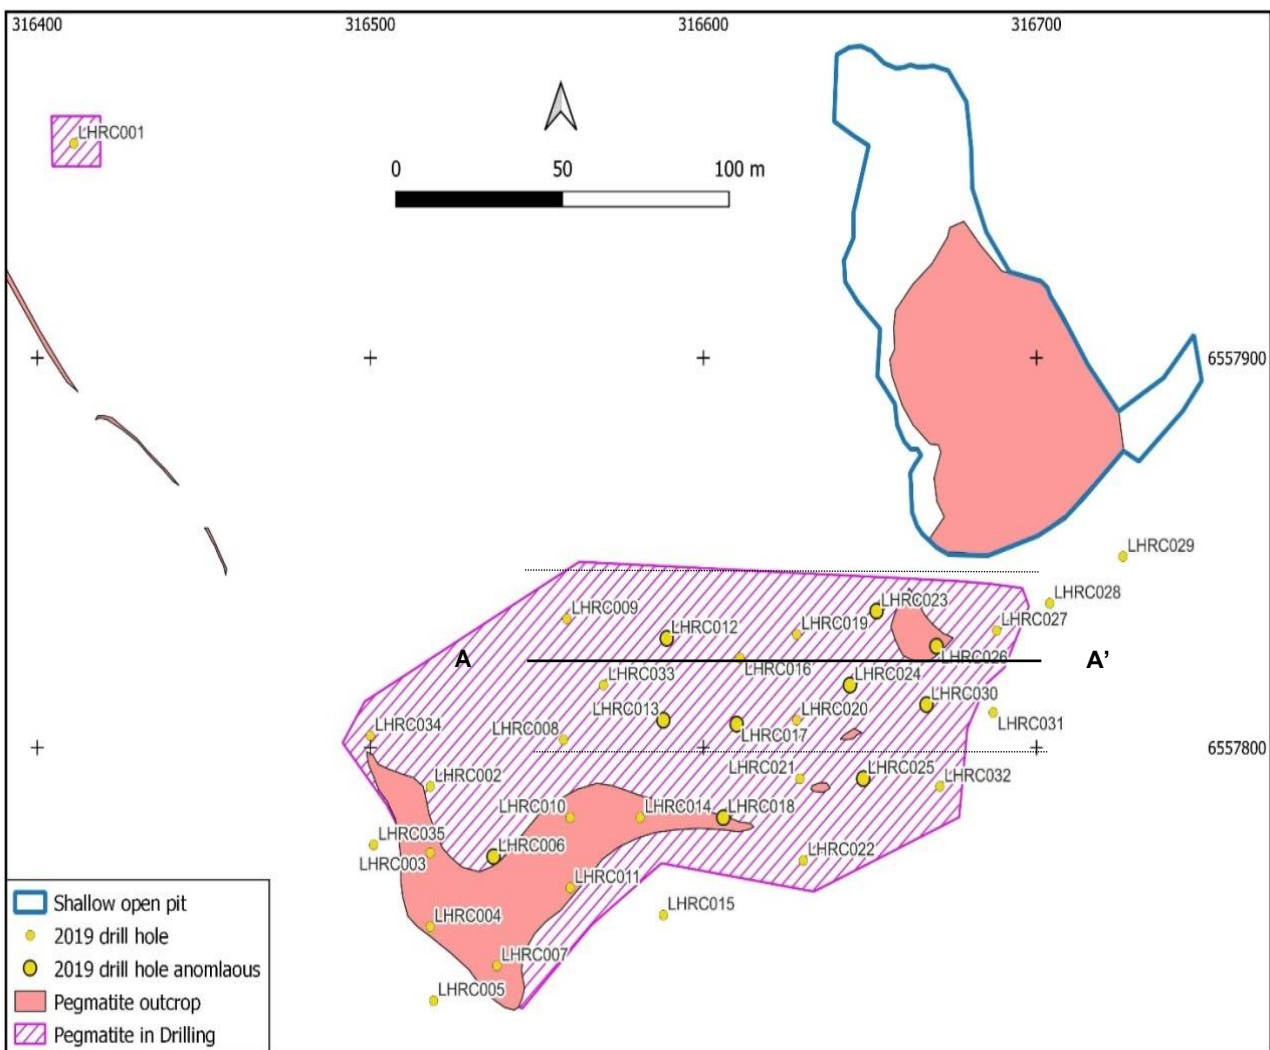 316400 316500 316600 316700
LHRC001
0 50 100 m
6557900
LHRC029
LHRC028
LHRC023
LHRC009
LHRC012
LHRC019
LHRC027
A
A’
LHRC026
LHRC016
LHRC033
LHRC024
LHRC030
LHRC013
LHRC020
LHRC031
LHRC034
LHRC008
LHRC017
6557800
LHRC002
LHRC021
LHRC025
LHRC032
LHRC010
LHRC014
LHRC018
LHRC035
LHRC006
LHRC003
LHRC022
LHRC011
LHRC004
LHRC015
LHRC007
LHRC005
Shallow open pit
2019 drill hole
2019 drill hole anomlaous
Pegmatite outcrop
Pegmatite in Drilling